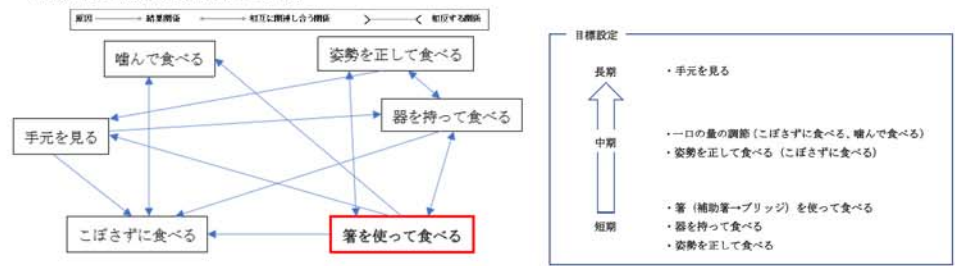 原因 → 結果関係 ↔ 相互に関連し合う関係 >—< 相反する関係
噛んで食べる
姿勢を正して食べる
器を持って食べる
手元を見る
こぼさずに食べる
箸を使って食べる
目標設定
長期
・手元を見る
中期
・一口の量の調節(こぼさずに食べる、噛んで食べる)
・姿勢を正して食べる(こぼさずに食べる)
短期
・箸(補助箸→ブリッジ)を使って食べる
・器を持って食べる
・姿勢を正して食べる